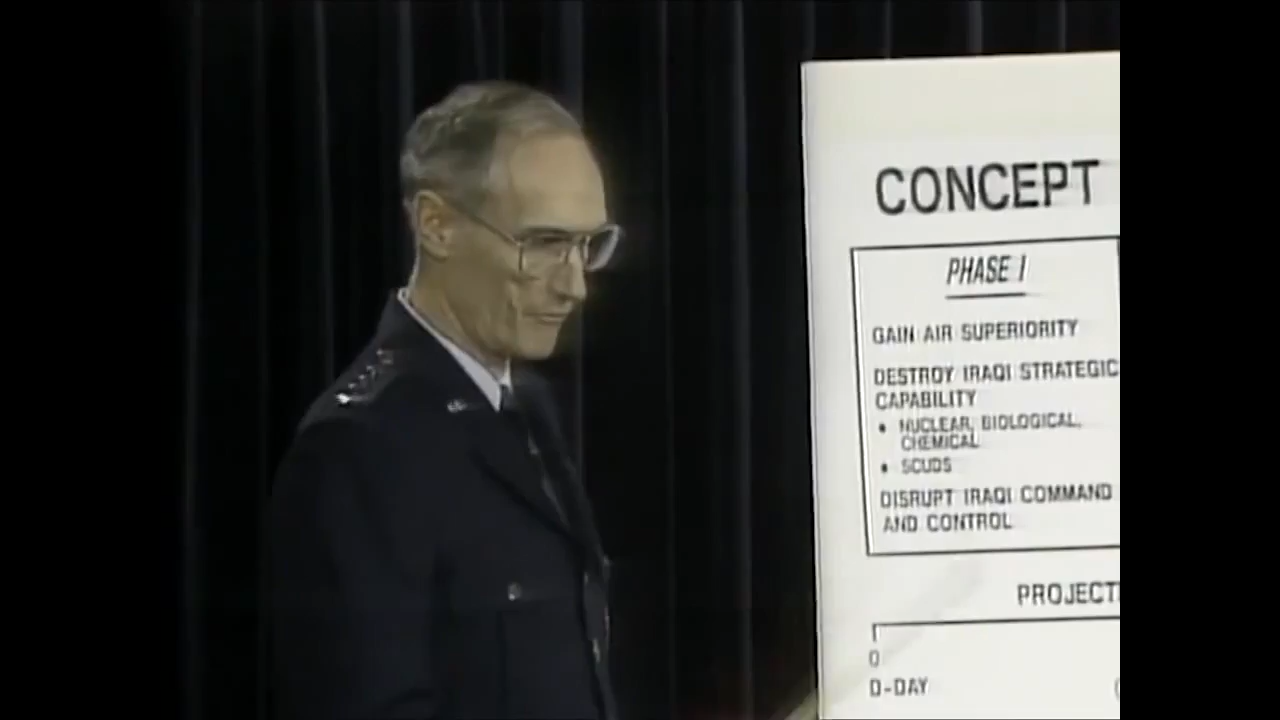 CONCEPT
PHASE I
GAIN AIR SUPERIORITY
DESTROY IRAQI STRATEGIC
CAPABILITY
• NUCLEAR, BIOLOGICAL,
CHEMICAL
• SCUDS
DISRUPT IRAQI COMMAND
AND CONTROL
PROJECT
0
D-DAY